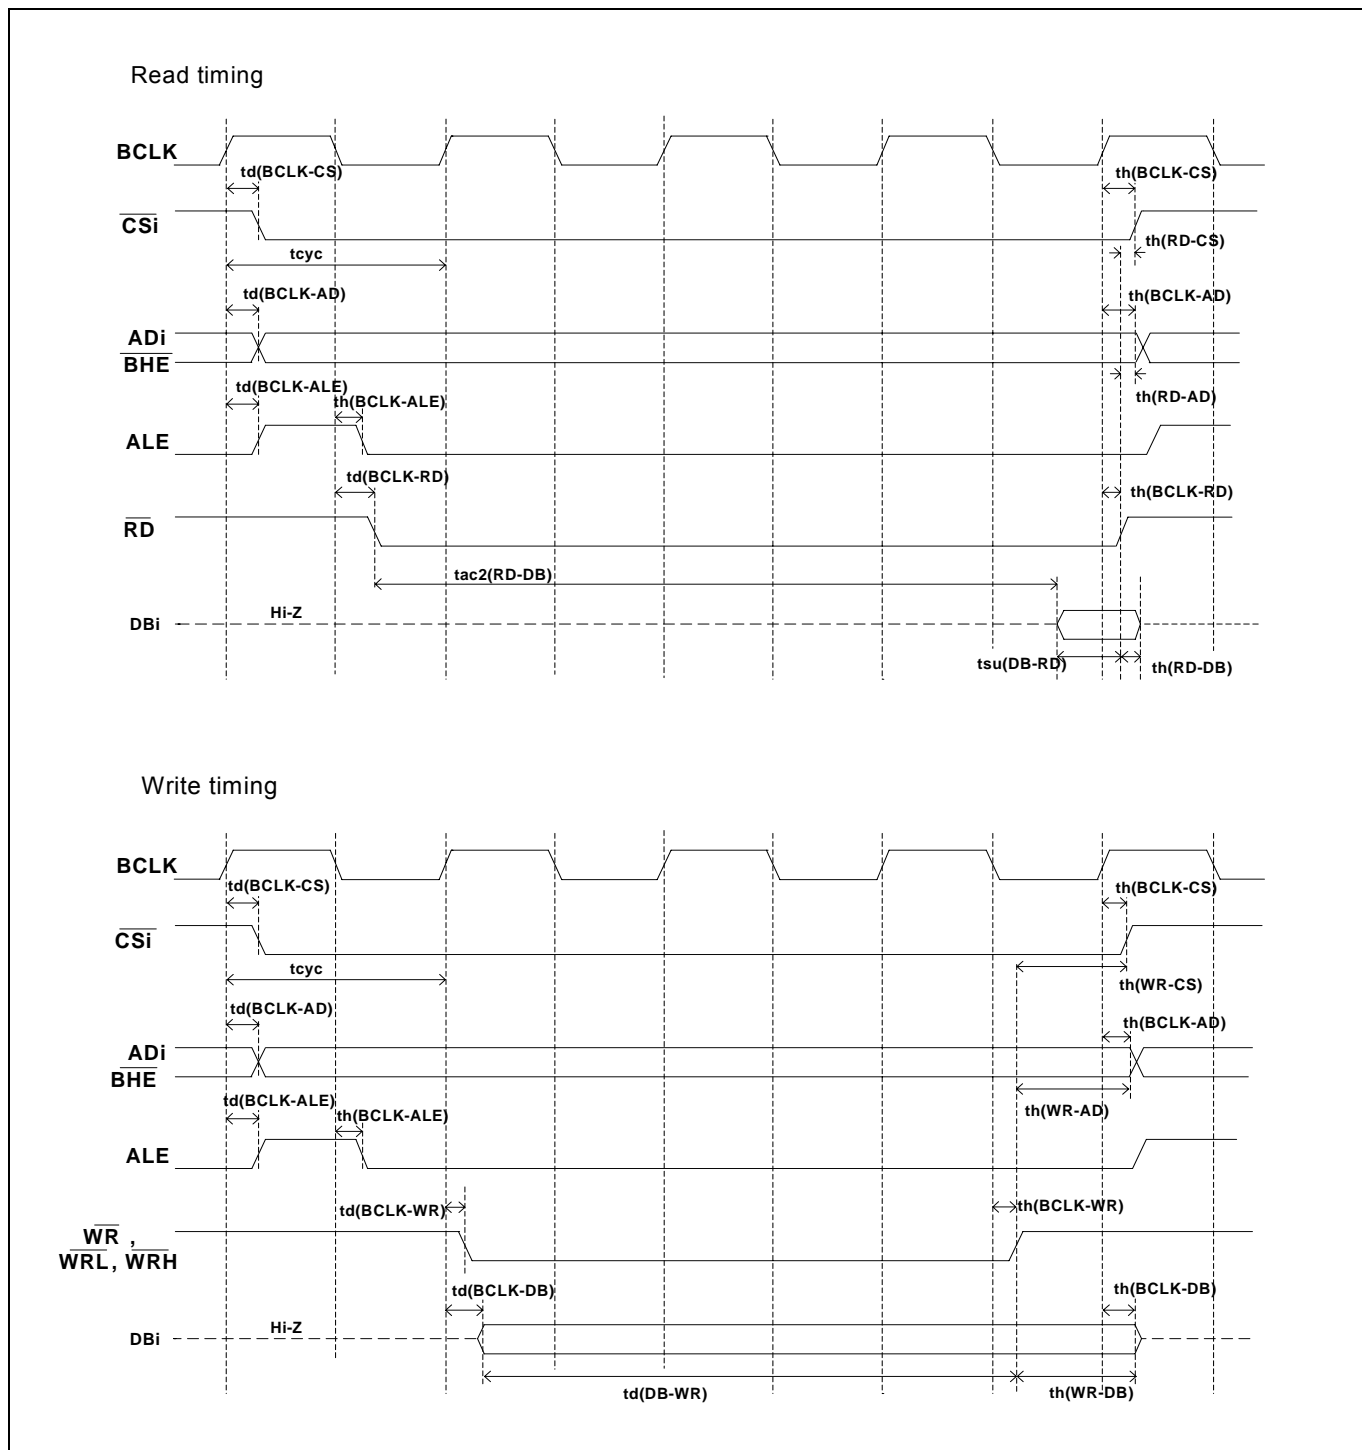 Read timing
BCLK
td(BCLK-CS)
th(BCLK-CS)
CSi
th(RD-CS)
tcyc
td(BCLK-AD)
th(BCLK-AD)
ADi
BHE
td(BCLK-ALE)
th(BCLK-ALE)
th(RD-AD)
ALE
td(BCLK-RD)
th(BCLK-RD)
RD
tac2(RD-DB)
Hi-Z
DBi
tsu(DB-RD)
th(RD-DB)
Write timing
BCLK
td(BCLK-CS)
th(BCLK-CS)
CSi
tcyc
th(WR-CS)
td(BCLK-AD)
th(BCLK-AD)
ADi
BHE
td(BCLK-ALE)
th(BCLK-ALE)
th(WR-AD)
ALE
td(BCLK-WR)
th(BCLK-WR)
WR ,
WRL, WRH
td(BCLK-DB)
th(BCLK-DB)
Hi-Z
DBi
td(DB-WR)
th(WR-DB)